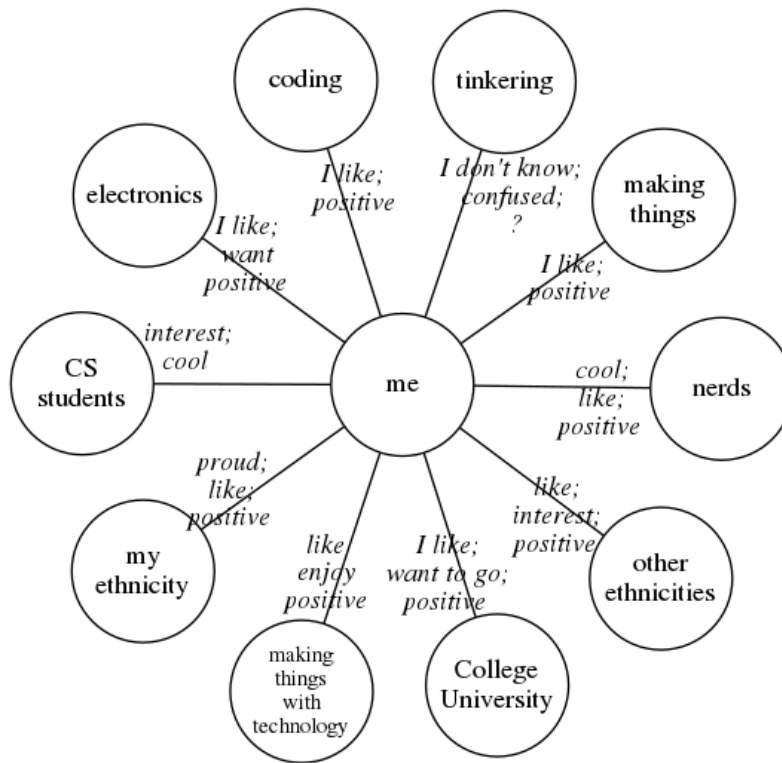 coding
tinkering
I like;
positive
I don't know;
confused;
?
electronics
I like;
want
positive
making
things
I like;
positive
CS
students
interest;
cool
me
cool;
like;
positive
nerds
my
ethnicity
proud;
like;
positive
like
enjoy
positive
making
things
with
technology
I like;
want to go;
positive
College
University
like;
interest;
positive
other
ethnicities